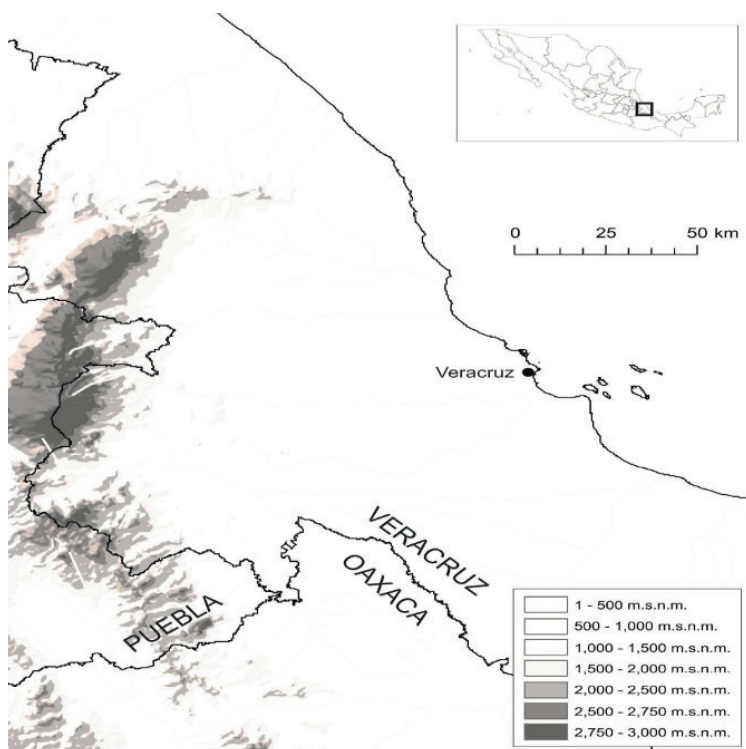 0 25 50 km
Veracruz
VERACRUZ
OAXACA
PUEBLA
1 - 500 m.s.n.m.
500 - 1,000 m.s.n.m.
1,000 - 1,500 m.s.n.m.
1,500 - 2,000 m.s.n.m.
2,000 - 2,500 m.s.n.m.
2,500 - 2,750 m.s.n.m.
2,750 - 3,000 m.s.n.m.